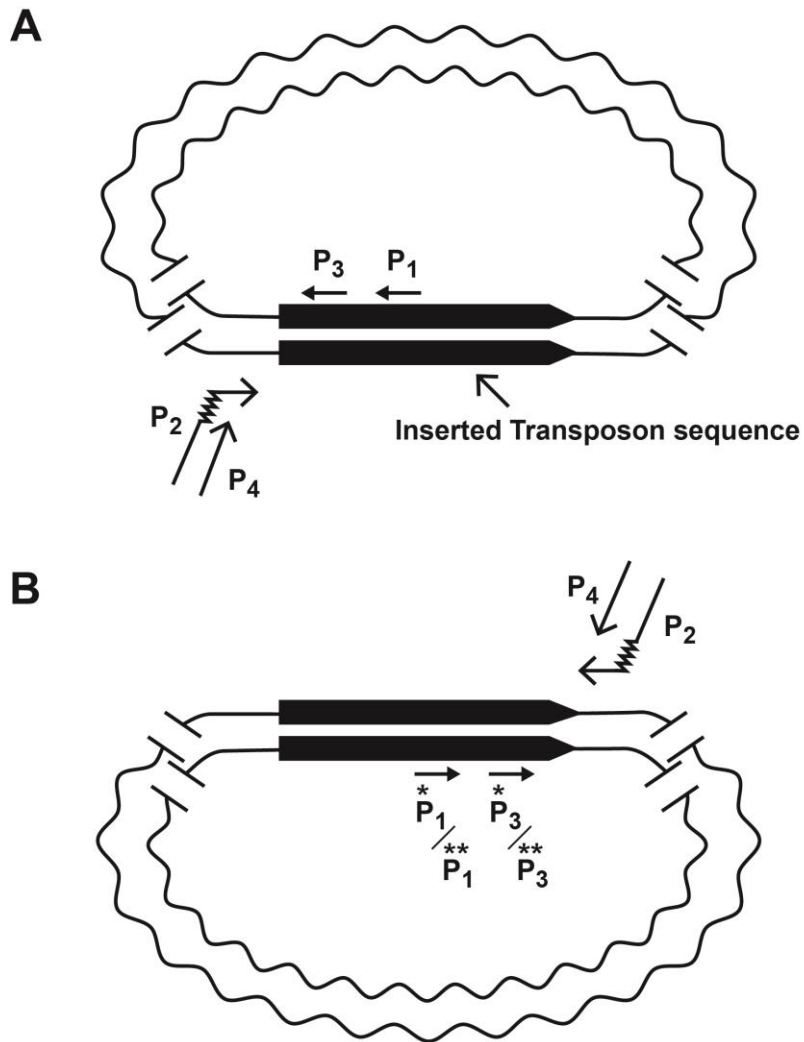 A
P3 P1
P2
Inserted Transposon sequence
P4
B
P4
P2
* *
P1 P3
/ /
** **
P1 P3